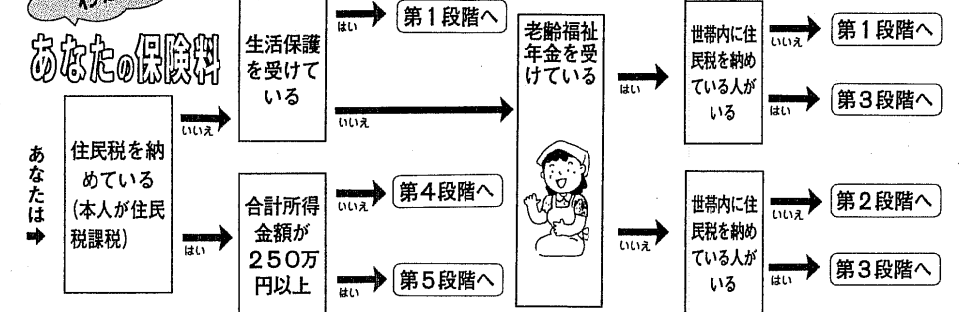 あなたの保険料
あなたは
住民税を納
めている
(本人が住民
税課税)
いいえ
はい
生活保護
を受けて
いる
はい
第1段階へ
いいえ
合計所得
金額が
250万
円以上
いいえ
第4段階へ
はい
第5段階へ
老齢福祉
年金を受
けている
はい
いいえ
世帯内に住
民税を納め
ている人が
いる
いいえ
第1段階へ
はい
第3段階へ
世帯内に住
民税を納め
ている人が
いる
いいえ
第2段階へ
はい
第3段階へ